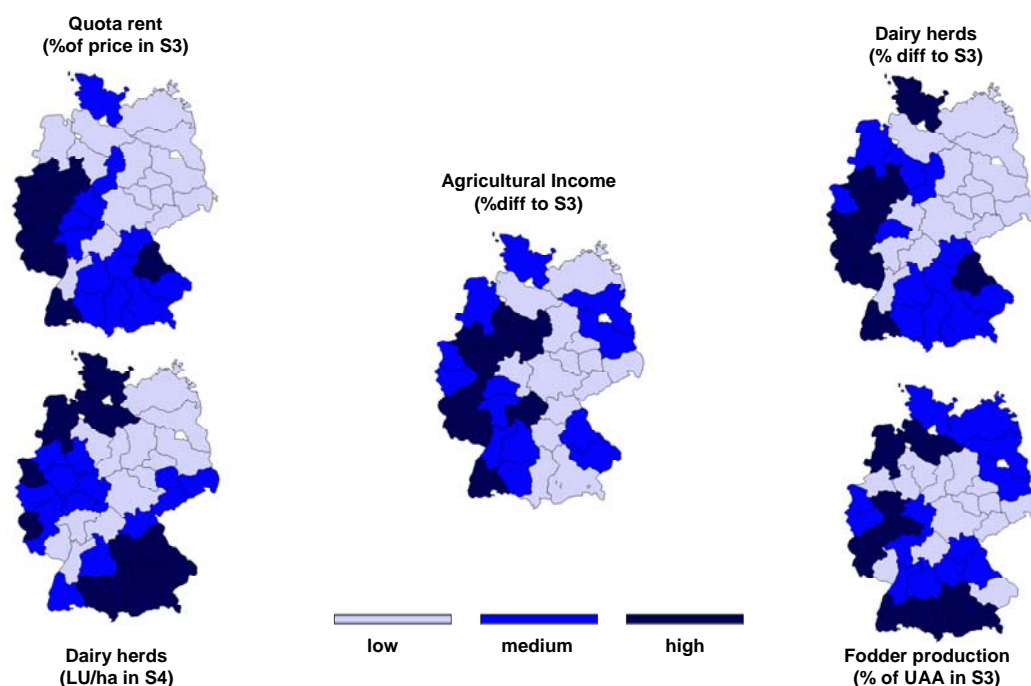 Quota rent
(%of price in S3)
Dairy herds
(% diff to S3)
Agricultural Income
(%diff to S3)
low
medium
high
Dairy herds
(LU/ha in S4)
Fodder production
(% of UAA in S3)